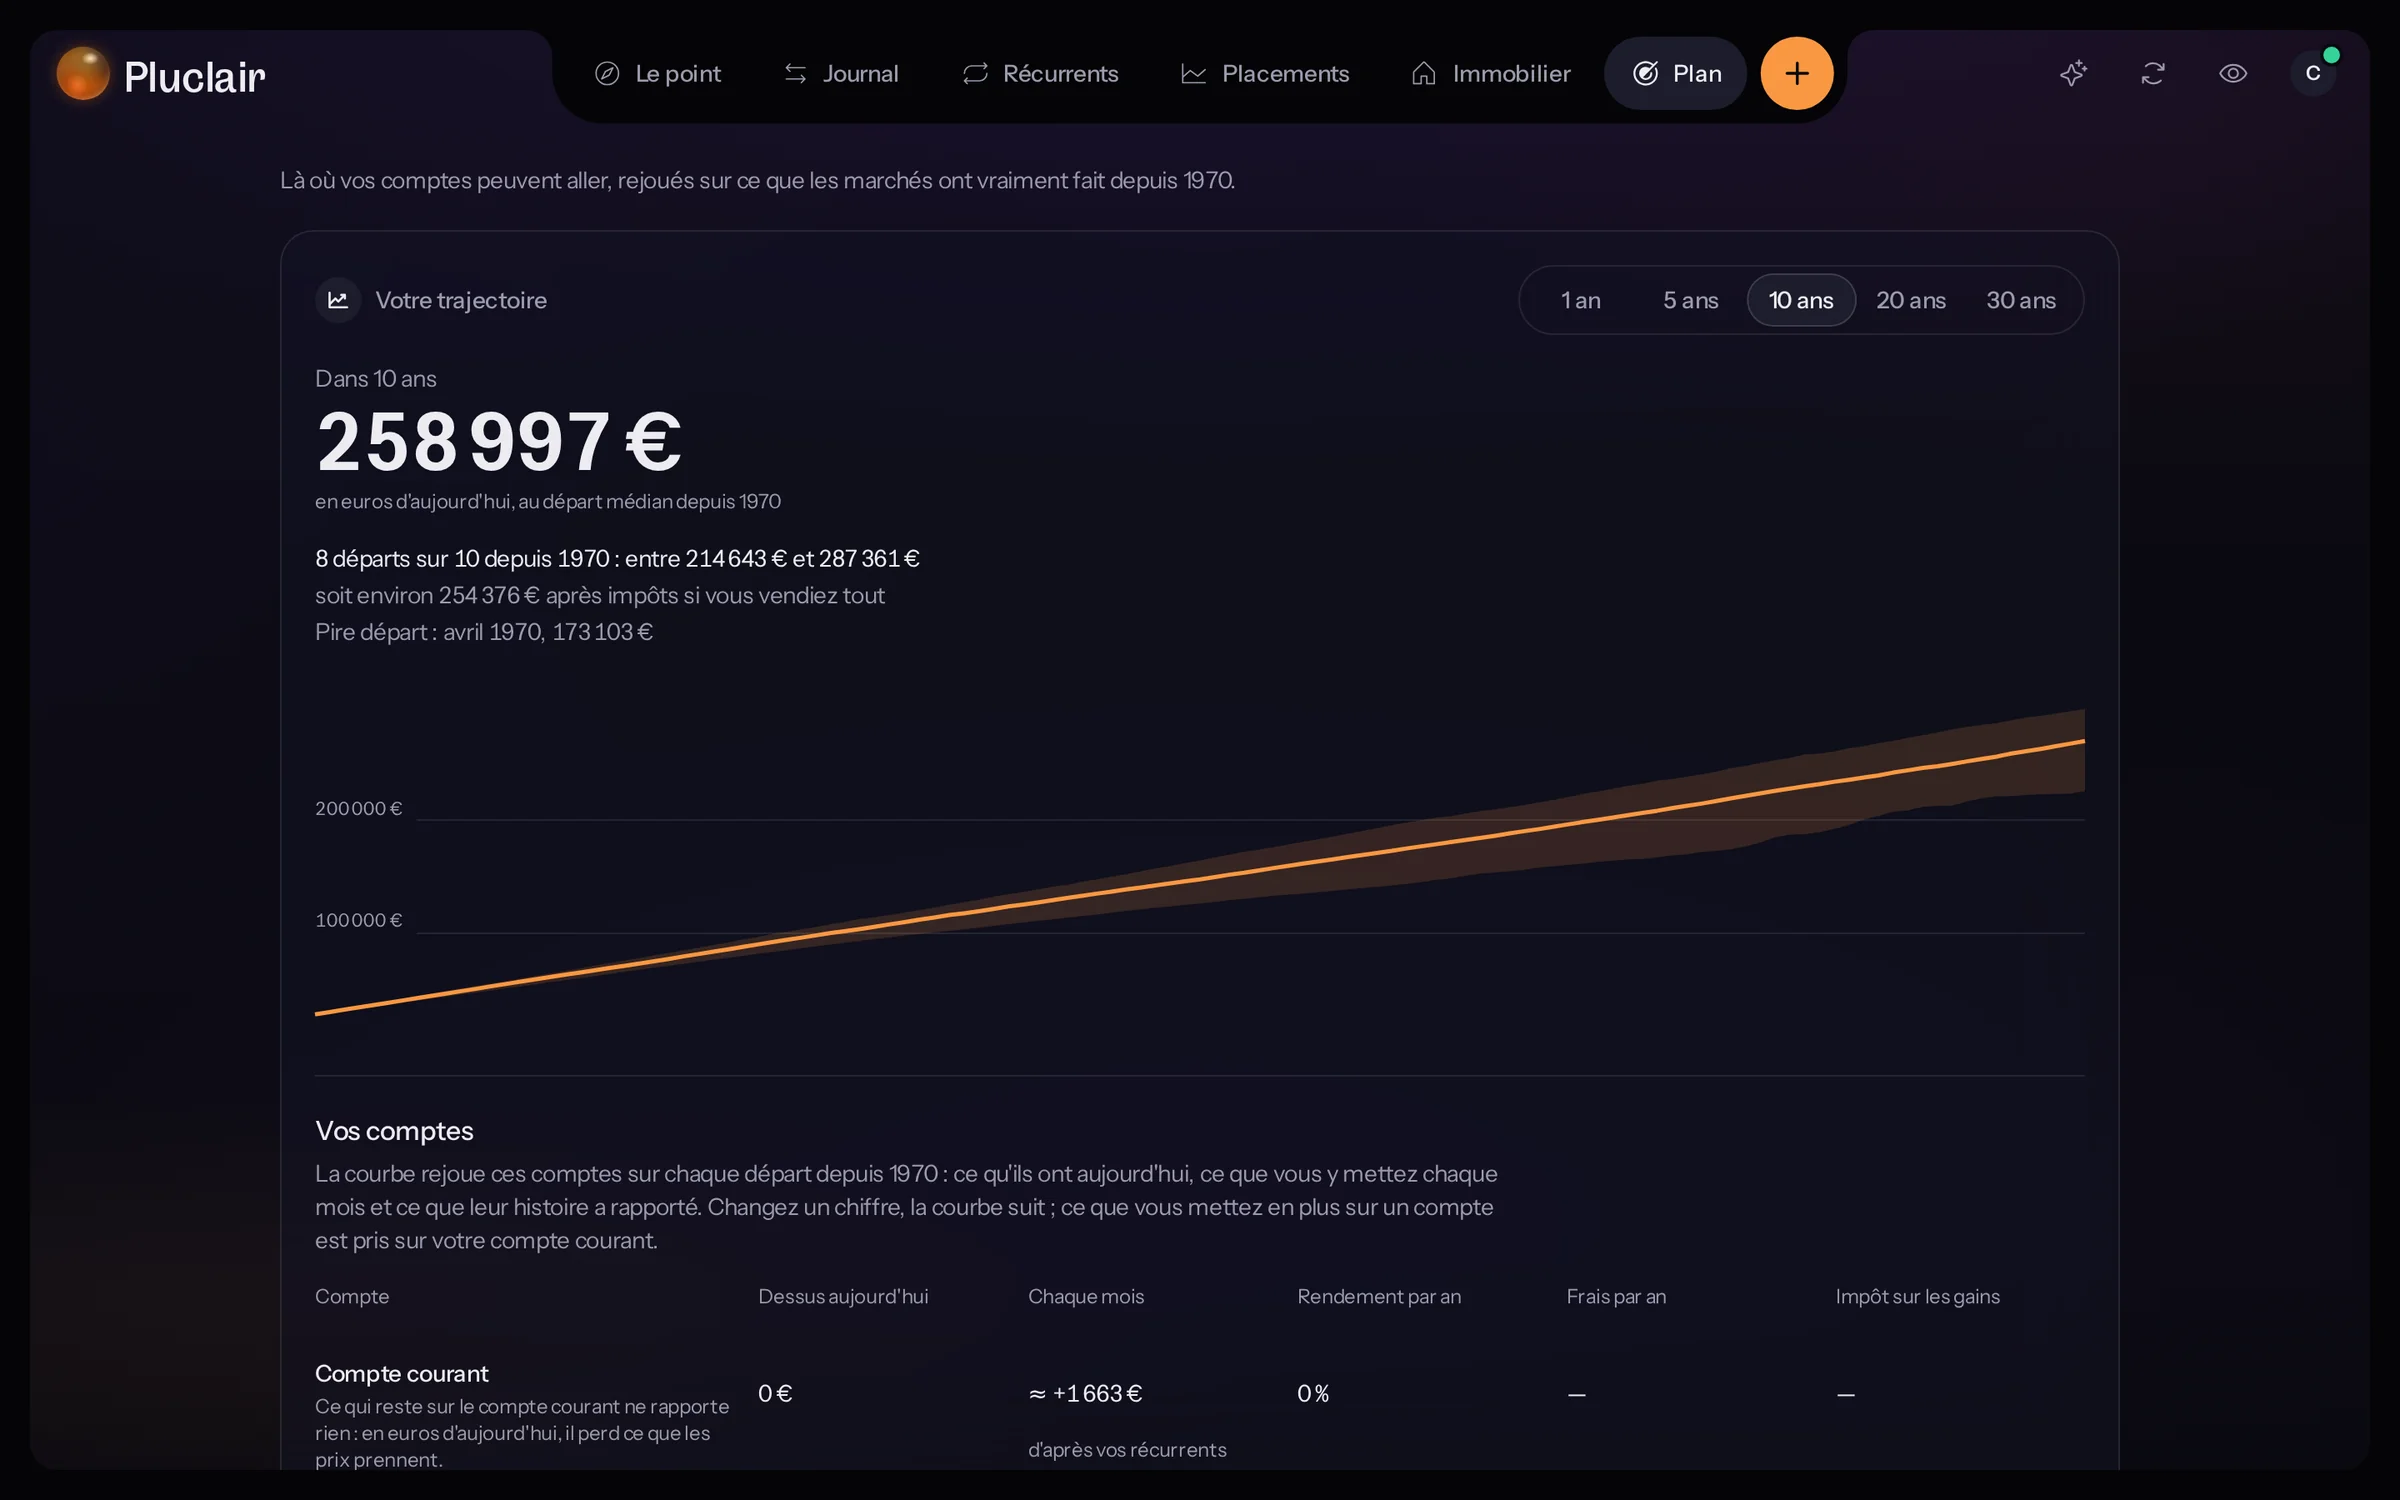 Pluclair
Le point
Journal
Récurrents
Placements
Immobilier
Plan
C
Là où vos comptes peuvent aller, rejoués sur ce que les marchés ont vraiment fait depuis 1970.
Votre trajectoire
1 an
5 ans
10 ans
20 ans
30 ans
Dans 10 ans
258 997 €
en euros d'aujourd'hui, au départ médian depuis 1970
8 départs sur 10 depuis 1970 : entre 214 643 € et 287 361 €
soit environ 254 376 € après impôts si vous vendiez tout
Pire départ : avril 1970, 173 103 €
200 000 €
100 000 €
Vos comptes
La courbe rejoue ces comptes sur chaque départ depuis 1970 : ce qu'ils ont aujourd'hui, ce que vous y mettez chaque
mois et ce que leur histoire a rapporté. Changez un chiffre, la courbe suit ; ce que vous mettez en plus sur un compte
est pris sur votre compte courant.
Compte
Dessus aujourd'hui
Chaque mois
Rendement par an
Frais par an
Impôt sur les gains
Compte courant
Ce qui reste sur le compte courant ne rapporte
rien : en euros d'aujourd'hui, il perd ce que les
prix prennent.
0 €
≈ +1 663 €
d'après vos récurrents
0 %
—
—